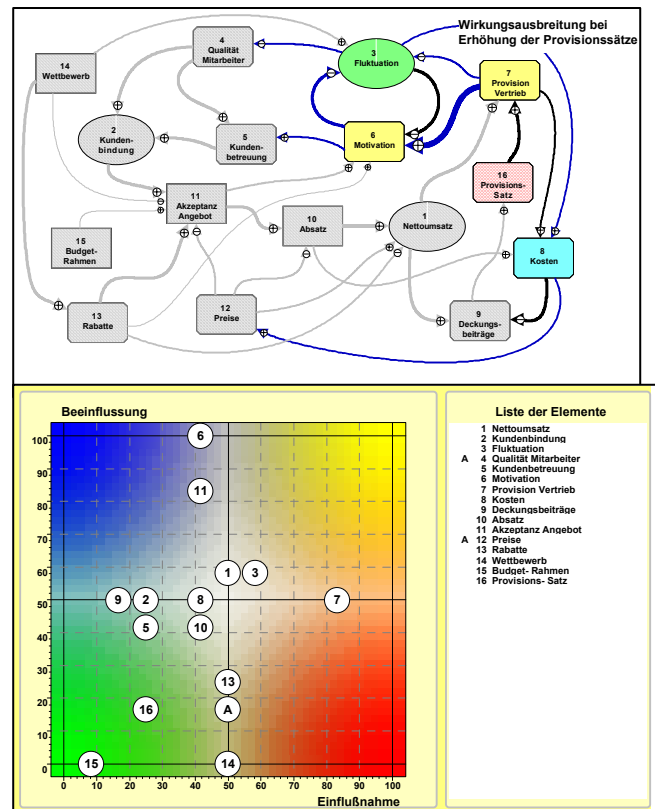 Wirkungsausbreitung bei
Erhöhung der Provisionssätze
14
Wettbewerb
4
Qualität
Mitarbeiter
3
Fluktuation
7
Provision
Vertrieb
2
Kunden-
bindung
5
Kunden-
betreuung
6
Motivation
16
Provisions-
Satz
11
Akzeptanz
Angebot
10
Absatz
1
Nettoumsatz
15
Budget-
Rahmen
8
Kosten
13
Rabatte
12
Preise
9
Deckungs-
beiträge
Beeinflussung
100
90
80
70
60
50
40
30
20
10
0
6
11
1
3
9
2
8
7
5
10
13
16
A
15
14
0 10 20 30 40 50 60 70 80 90 100
Einflußnahme
Liste der Elemente
1 Nettoumsatz
2 Kundenbindung
3 Fluktuation
A 4 Qualität Mitarbeiter
5 Kundenbetreuung
6 Motivation
7 Provision Vertrieb
8 Kosten
9 Deckungsbeiträge
10 Absatz
11 Akzeptanz Angebot
A 12 Preise
13 Rabatte
14 Wettbewerb
15 Budget- Rahmen
16 Provisions- Satz